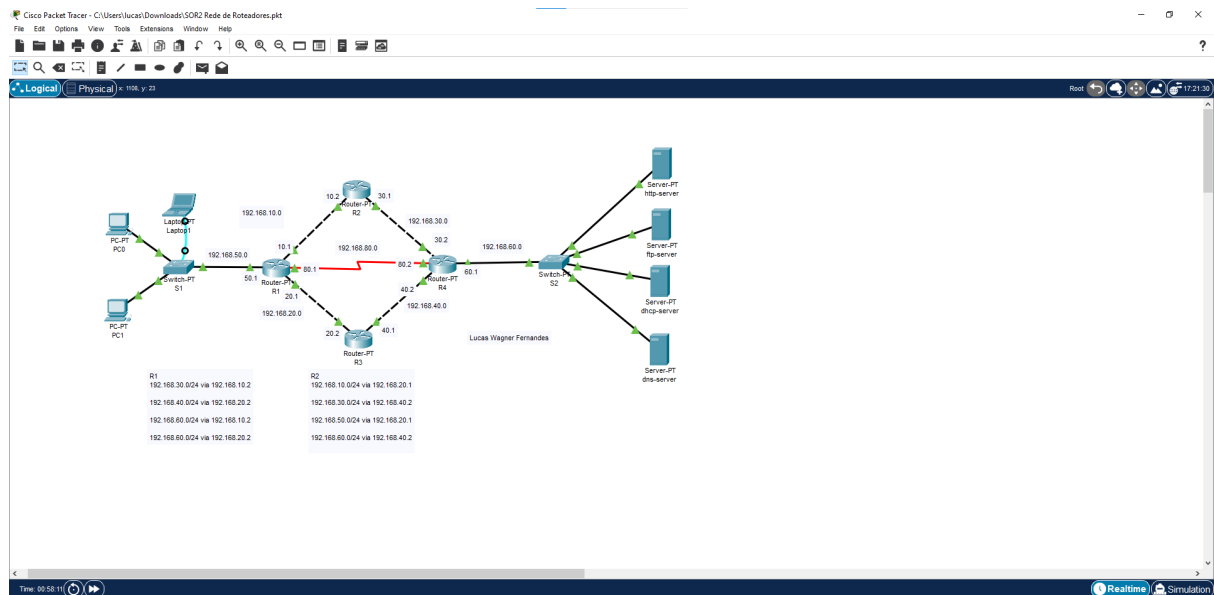 Cisco Packet Tracer - C:\Users\lucas\Downloads\SOR2 Rede de Roteadores.pkt
File Edit Options View Tools Extensions Window Help
?
Logical Physical x: 1108, y: 23
Root 17:21:30
Server-PT
http-server
10.2 30.1
Router-PT
R2
Laptop-PT
Laptop1
192.168.10.0
192.168.30.0
PC-PT
PC0
Server-PT
ftp-server
10.1 30.2
192.168.50.0
192.168.80.0
192.168.60.0
80.1 80.2
Switch-PT
S1
50.1
Router-PT
R1
Router-PT
R4
60.1
Switch-PT
S2
20.1 40.2
Server-PT
dhcp-server
192.168.20.0
192.168.40.0
PC-PT
PC1
20.2 40.1
Lucas Wagner Fernandes
Router-PT
R3
Server-PT
dns-server
R1
192.168.30.0/24 via 192.168.10.2
192.168.40.0/24 via 192.168.20.2
192.168.60.0/24 via 192.168.10.2
192.168.60.0/24 via 192.168.20.2
R2
192.168.10.0/24 via 192.168.20.1
192.168.30.0/24 via 192.168.40.2
192.168.50.0/24 via 192.168.20.1
192.168.60.0/24 via 192.168.40.2
Time: 00:58:11
Realtime Simulation